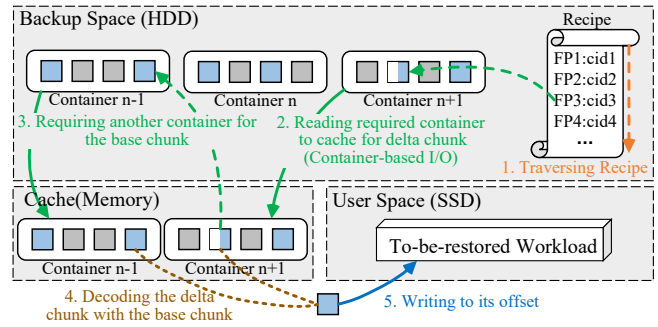 Backup Space (HDD)
Recipe
FP1:cid1
FP2:cid2
FP3:cid3
FP4:cid4
...
Container n-1
Container n
Container n+1
3. Requiring another container for
the base chunk
2. Reading required container
to cache for delta chunk
(Container-based I/O)
1. Traversing Recipe
Cache(Memory)
Container n-1
Container n+1
User Space (SSD)
To-be-restored Workload
4. Decoding the delta
chunk with the base chunk
5. Writing to its offset